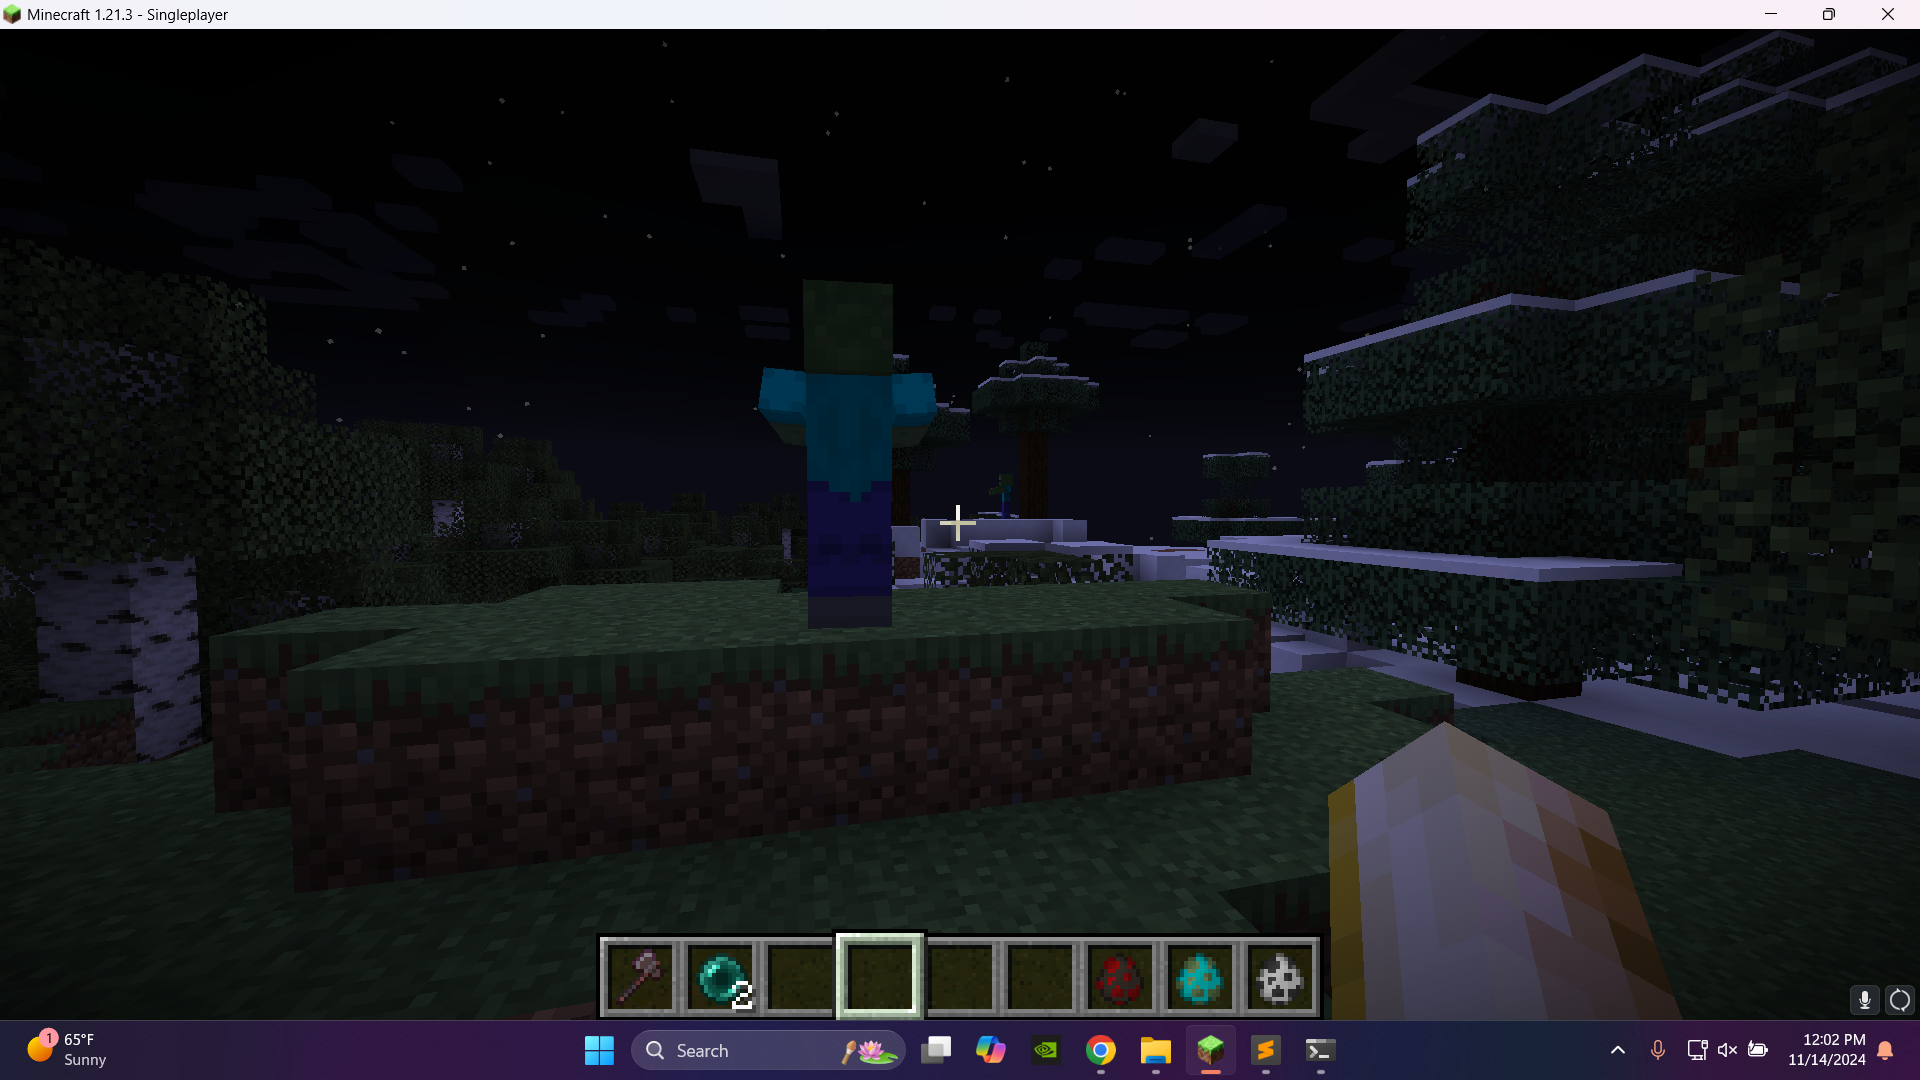 Minecraft 1.21.3 - Singleplayer
2
1
65°F
Sunny
Search
12:02 PM
11/14/2024